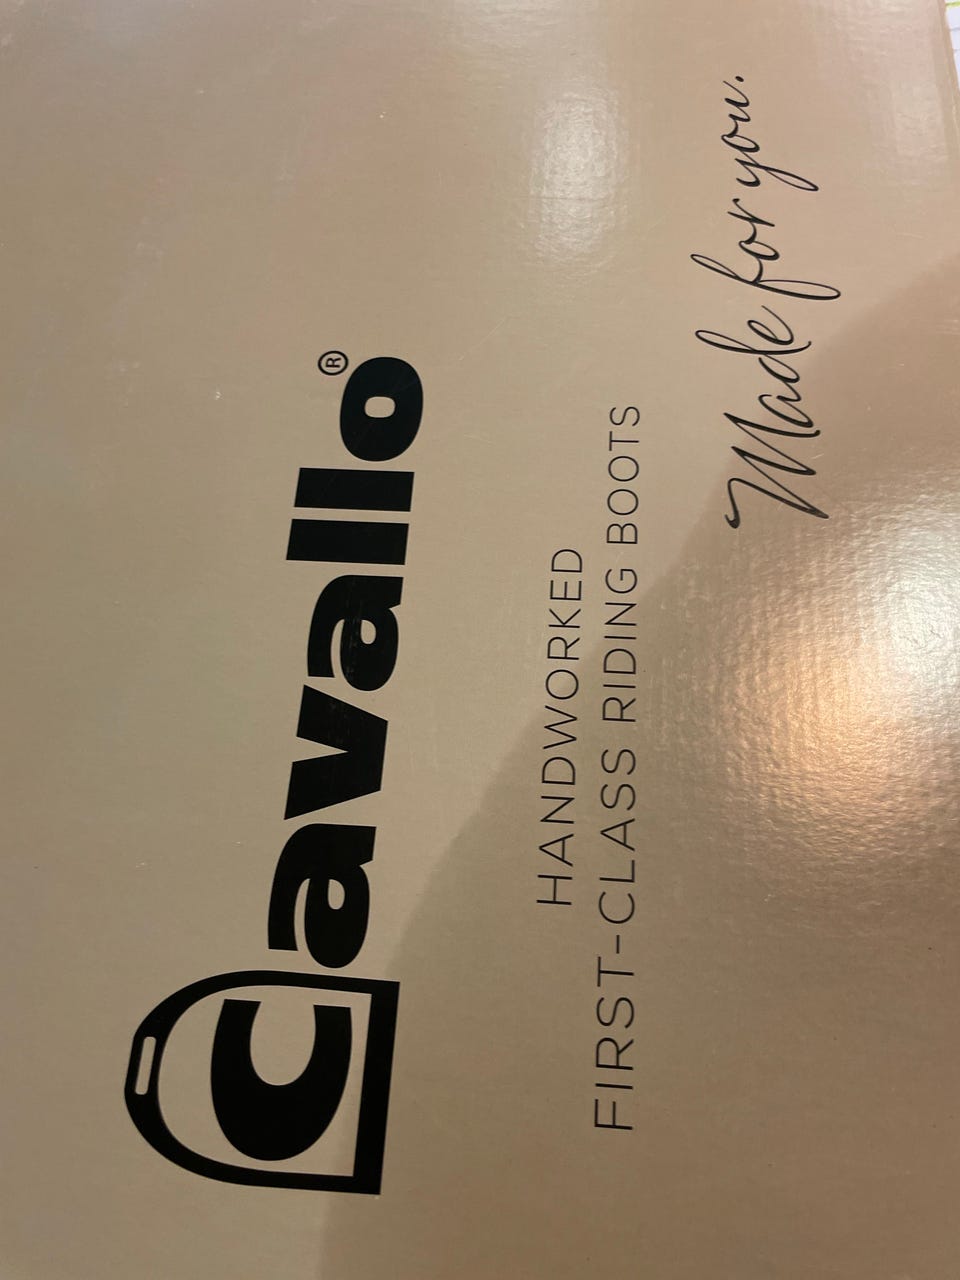 cavallo®
HANDWORKED
FIRST-CLASS RIDING BOOTS
Made for you.